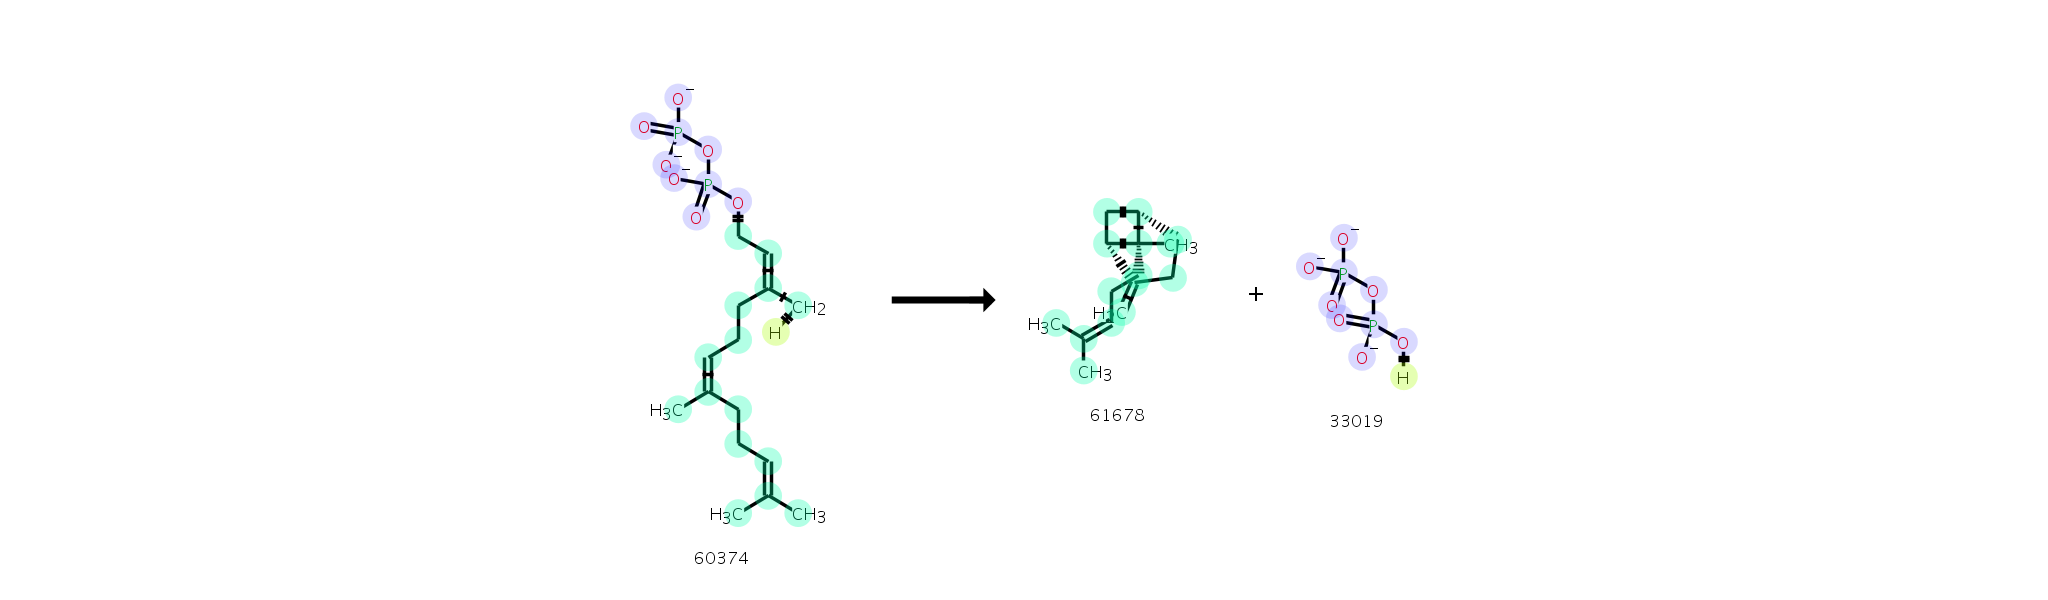 O−
O P
O− O
O− P O
O
CH2
H
H3C
H3C CH3
60374
CH3
H3C
H3C
CH3
61678
+
O−
O− P
O O
O P O
O− H
33019